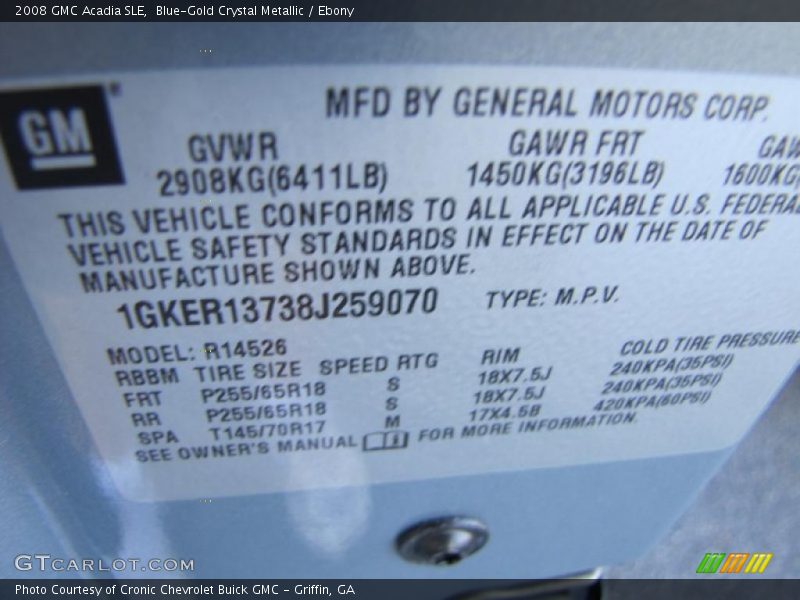 2008 GMC Acadia SLE, Blue-Gold Crystal Metallic / Ebony
GM
MFD BY GENERAL MOTORS CORP.
GVWR GAWR FRT GAW
2908KG(6411LB) 1450KG(3196LB) 1600KG(
THIS VEHICLE CONFORMS TO ALL APPLICABLE U.S. FEDERAL
VEHICLE SAFETY STANDARDS IN EFFECT ON THE DATE OF
MANUFACTURE SHOWN ABOVE.
1GKER13738J259070 TYPE: M.P.V.
MODEL: R14526
RBBM TIRE SIZE SPEED RTG RIM COLD TIRE PRESSURE
FRT P255/65R18 S 18X7.5J 240KPA(35PSI)
RR P255/65R18 S 18X7.5J 240KPA(35PSI)
SPA T145/70R17 M 17X4.5B 420KPA(60PSI)
SEE OWNER'S MANUAL FOR MORE INFORMATION.
GTCARLOT.COM
Photo Courtesy of Cronic Chevrolet Buick GMC - Griffin, GA